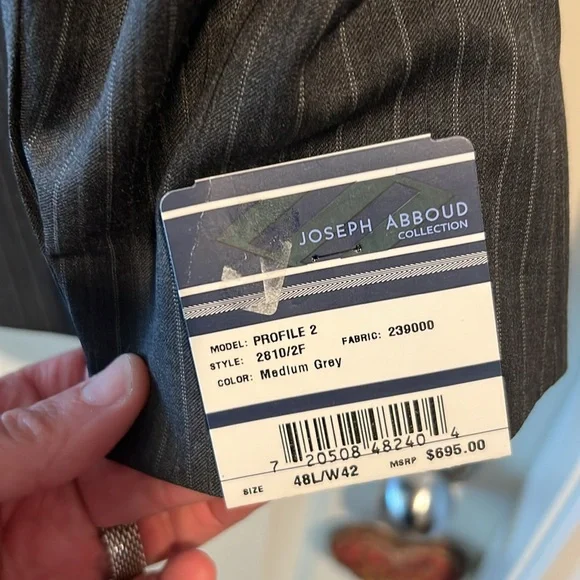 JOSEPH ABBOUD
COLLECTION
MODEL: PROFILE 2
STYLE: 2810/2F FABRIC: 239000
COLOR: Medium Grey
7 20508 48240 4
SIZE 48L/W42 MSRP $695.00